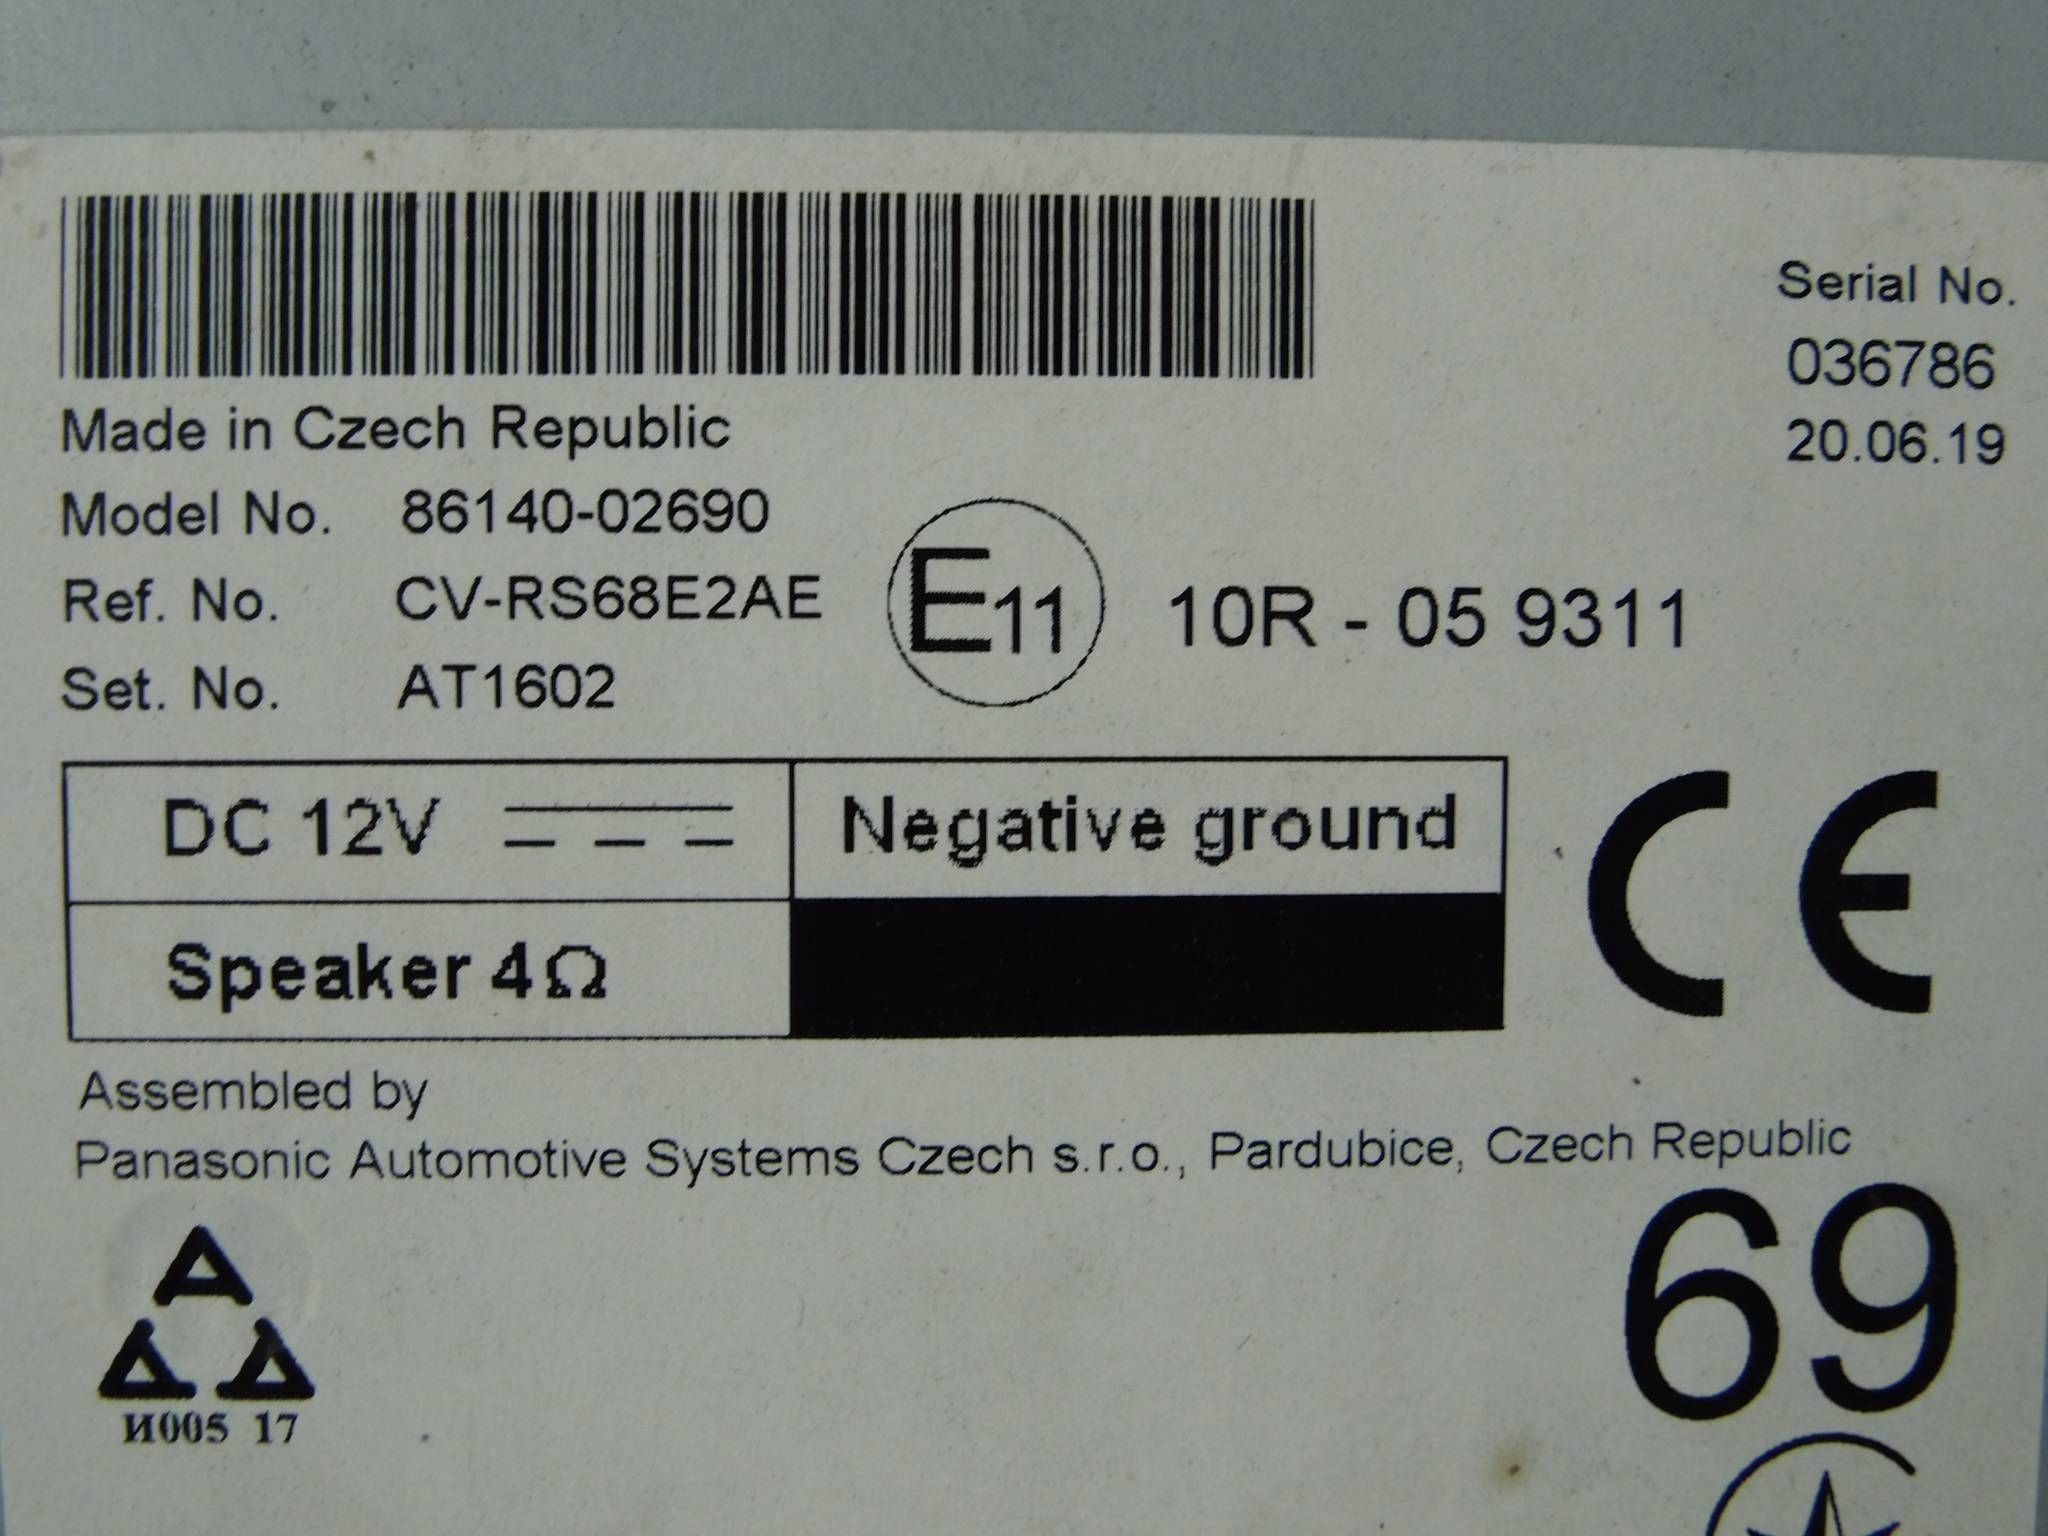 Serial No.
036786
20.06.19
Made in Czech Republic
Model No. 86140-02690
Ref. No. CV-RS68E2AE
Set. No. AT1602
E11 10R - 05 9311
DC 12V
Negative ground
Speaker 4Ω
CE
Assembled by
Panasonic Automotive Systems Czech s.r.o., Pardubice, Czech Republic
69
И005 17